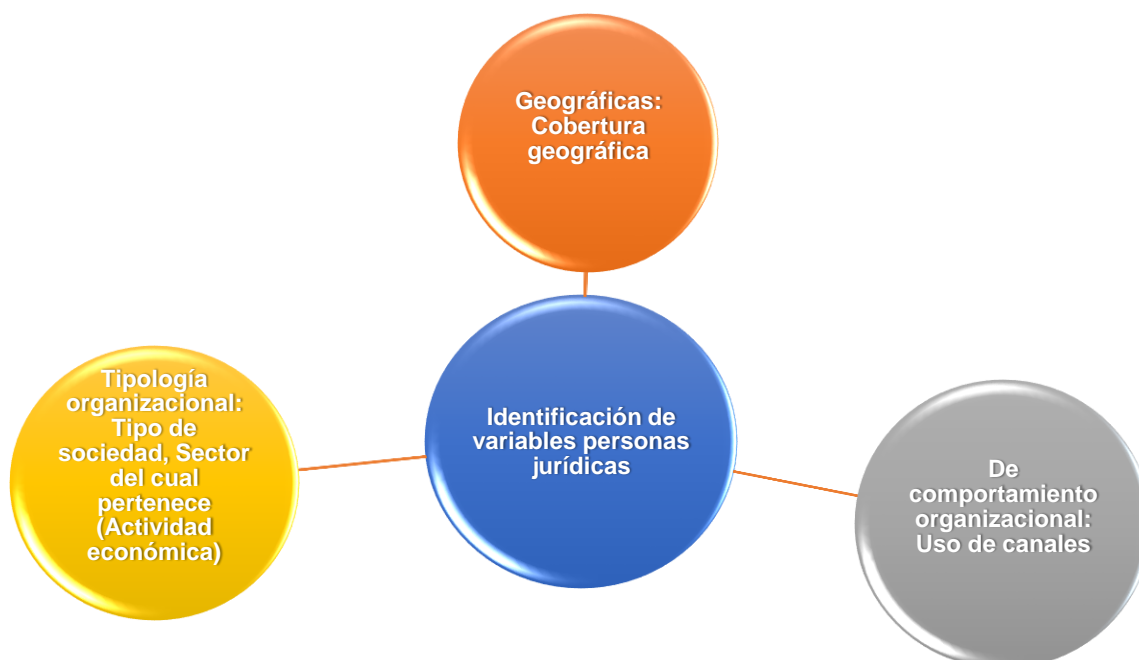 Geográficas:
Cobertura
geográfica
Identificación de
variables personas
jurídicas
Tipología
organizacional:
Tipo de
sociedad, Sector
del cual
pertenece
(Actividad
económica)
De
comportamiento
organizacional:
Uso de canales